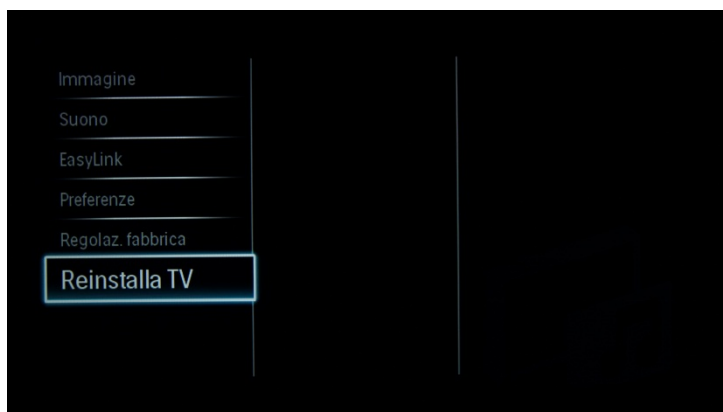 Immagine
Suono
EasyLink
Preferenze
Regolaz. fabbrica
Reinstalla TV